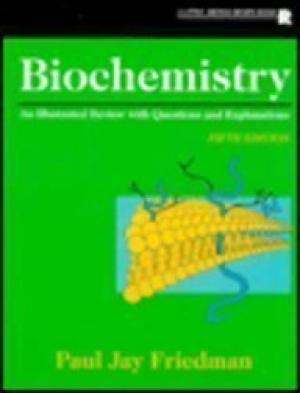 Biochemistry
An Illustrated Review with Questions and Explanations
FIFTH EDITION
Paul Jay Friedman